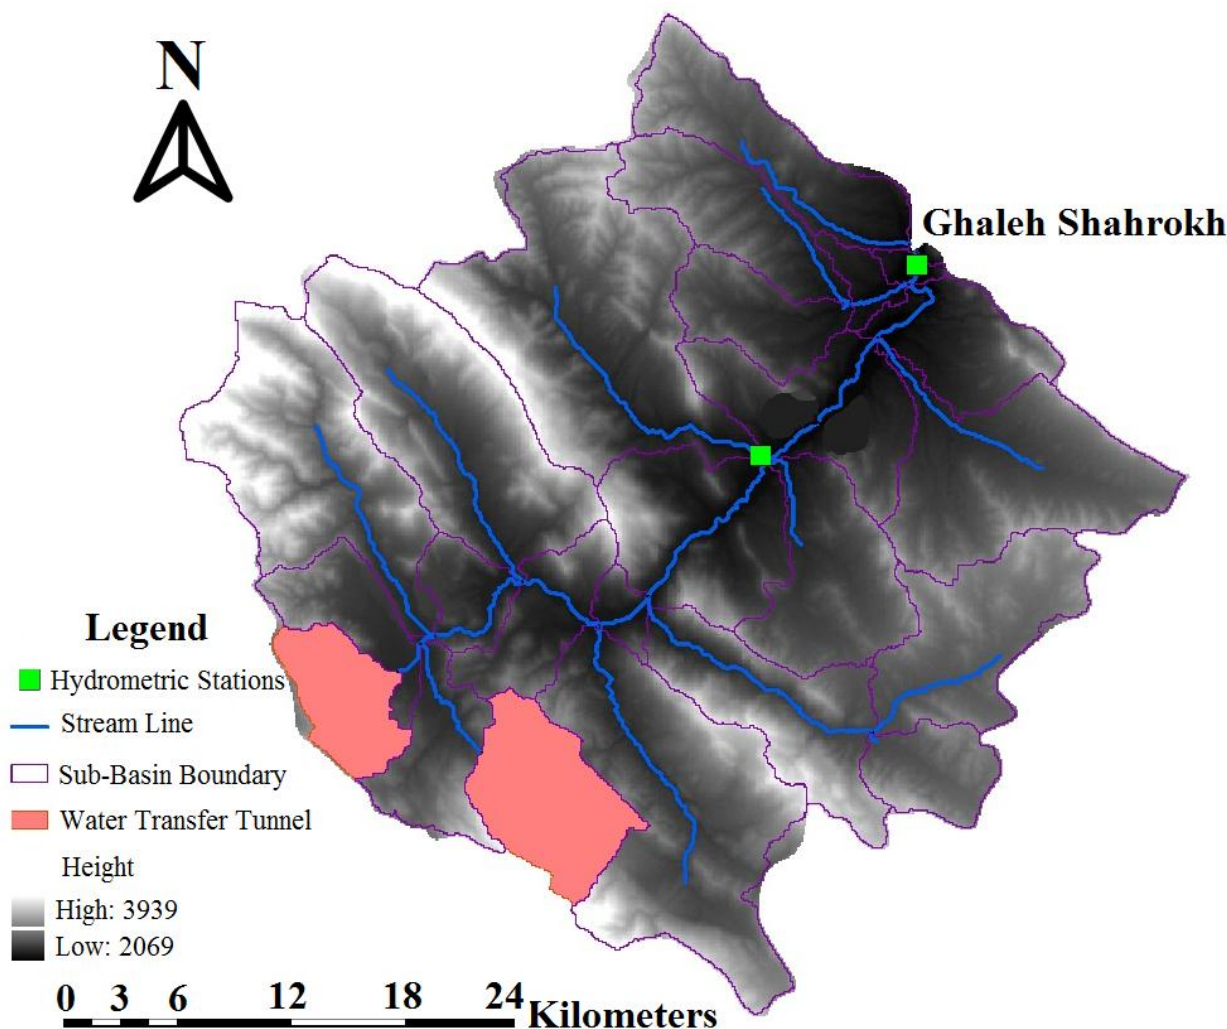 N
Ghaleh Shahrokh
Legend
Hydrometric Stations
Stream Line
Sub-Basin Boundary
Water Transfer Tunnel
Height
High: 3939
Low: 2069
0 3 6 12 18 24 Kilometers